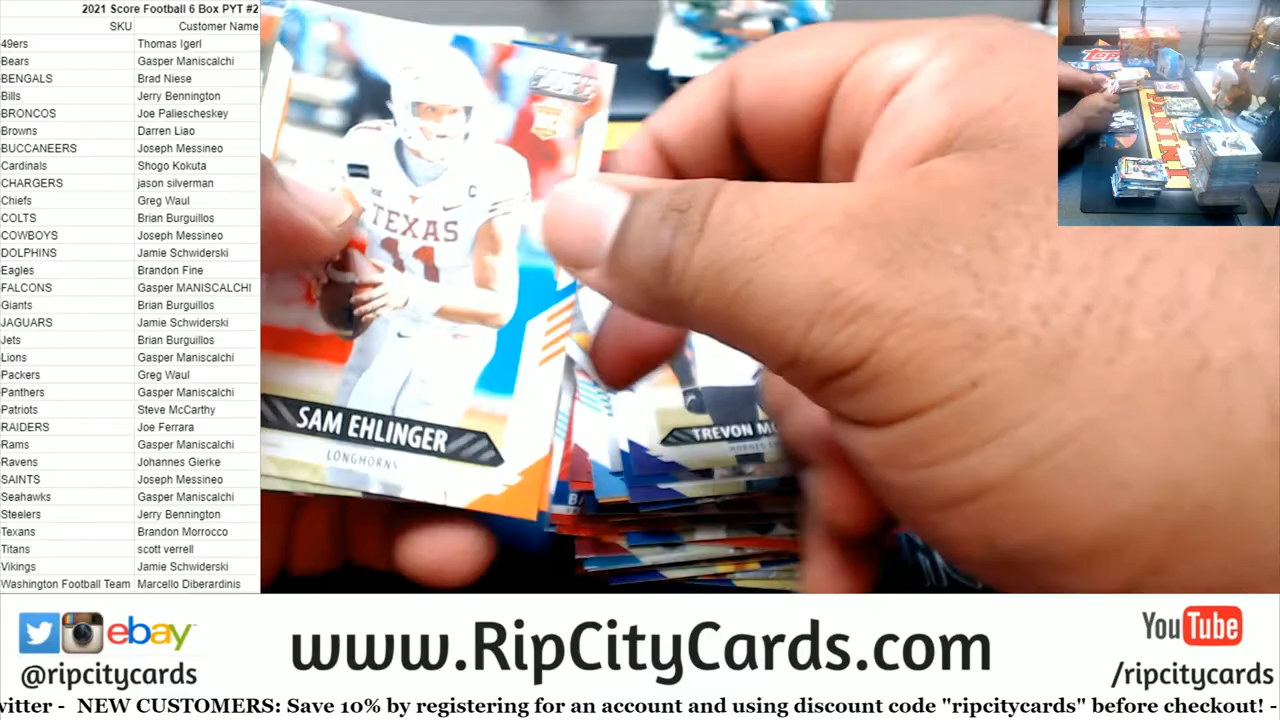 2021 Score Football 6 Box PYT #2
SKU Customer Name
49ers Thomas Igerl
Bears Gasper Maniscalchi
BENGALS Brad Niese
Bills Jerry Bennington
BRONCOS Joe Paliescheskey
Browns Darren Liao
BUCCANEERS Joseph Messineo
Cardinals Shogo Kokuta
CHARGERS jason silverman
Chiefs Greg Waul
COLTS Brian Burguillos
COWBOYS Joseph Messineo
DOLPHINS Jamie Schwiderski
Eagles Brandon Fine
FALCONS Gasper MANISCALCHI
Giants Brian Burguillos
JAGUARS Jamie Schwiderski
Jets Brian Burguillos
Lions Gasper Maniscalchi
Packers Greg Waul
Panthers Gasper Maniscalchi
Patriots Steve McCarthy
RAIDERS Joe Ferrara
Rams Gasper Maniscalchi
Ravens Johannes Gierke
SAINTS Joseph Messineo
Seahawks Gasper Maniscalchi
Steelers Jerry Bennington
Texans Brandon Morrocco
Titans scott verrell
Vikings Jamie Schwiderski
Washington Football Team Marcello Diberardinis
SCORE
C
TEXAS
11
SAM EHLINGER
LONGHORNS
TREVON
PANINI
ebay
@ripcitycards
www.RipCityCards.com
YouTube
/ripcitycards
witter - NEW CUSTOMERS: Save 10% by registering for an account and using discount code "ripcitycards" before checkout! -